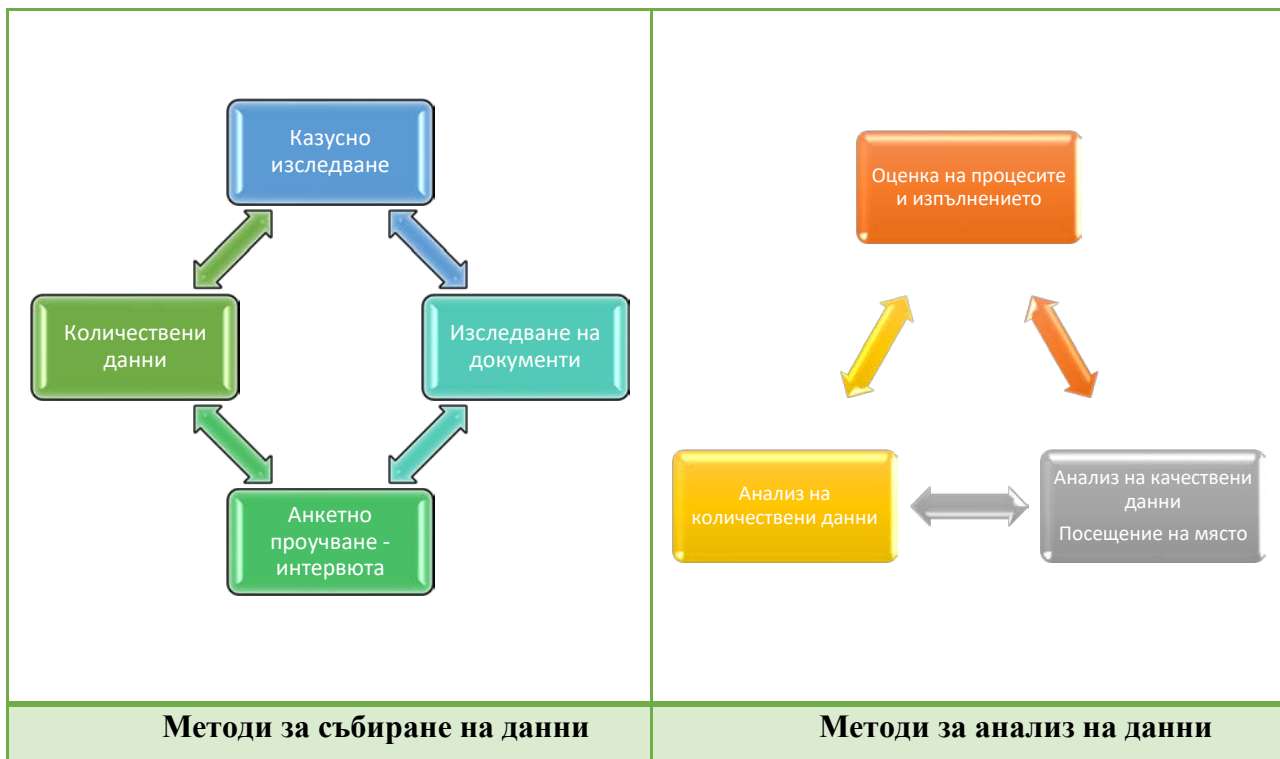 Казусно
изследване
Количествени
данни
Изследване на
документи
Анкетно
проучване -
интервюта
Оценка на процесите
и изпълнението
Анализ на
количествени данни
Анализ на качествени
данни
Посещение на място
Методи за събиране на данни
Методи за анализ на данни